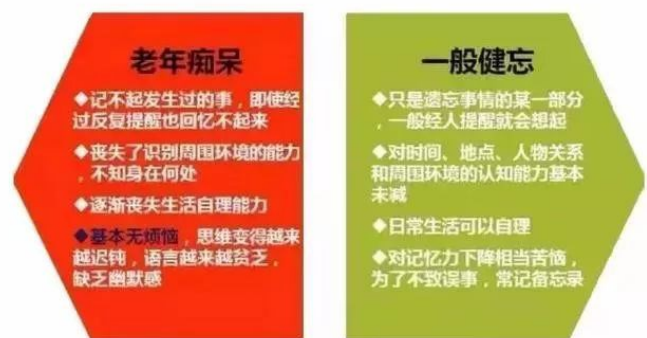 老年痴呆
◆记不起发生过的事，即使经
过反复提醒也回忆不起来
◆丧失了识别周围环境的能力
，不知身在何处
◆逐渐丧失生活自理能力
◆基本无烦恼，思维变得越来
越迟钝，语言越来越贫乏，
缺乏幽默感
一般健忘
◆只是遗忘事情的某一部分
，一般经人提醒就会想起
◆对时间、地点、人物关系
和周围环境的认知能力基本
未减
◆日常生活可以自理
◆对记忆力下降相当苦恼，
为了不致误事，常记备忘录